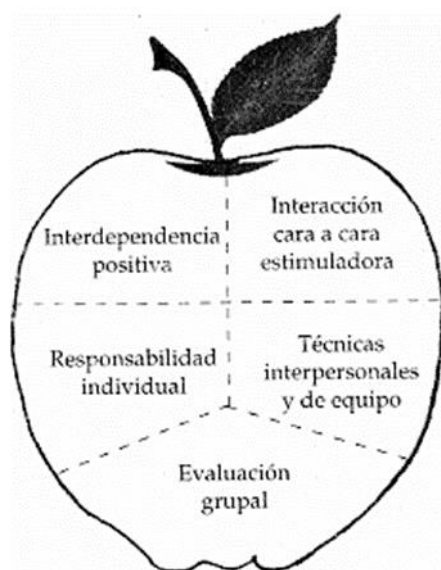 Interdependencia
positiva
Interacción
cara a cara
estimuladora
Responsabilidad
individual
Técnicas
interpersonales
y de equipo
Evaluación
grupal